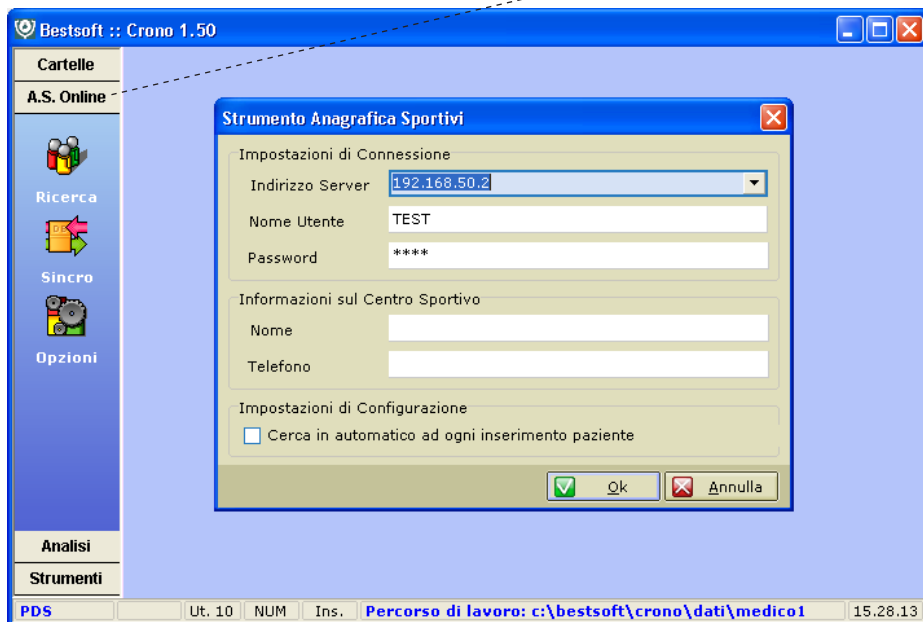 Bestsoft :: Crono 1.50
Cartelle
A.S. Online
Ricerca
Sincro
Opzioni
Analisi
Strumenti
Strumento Anagrafica Sportivi
Impostazioni di Connessione
Indirizzo Server 192.168.50.2
Nome Utente TEST
Password ****
Informazioni sul Centro Sportivo
Nome
Telefono
Impostazioni di Configurazione
Cerca in automatico ad ogni inserimento paziente
Ok Annulla
PDS Ut. 10 NUM Ins. Percorso di lavoro: c:\bestsoft\crono\dati\medico1 15.28.13